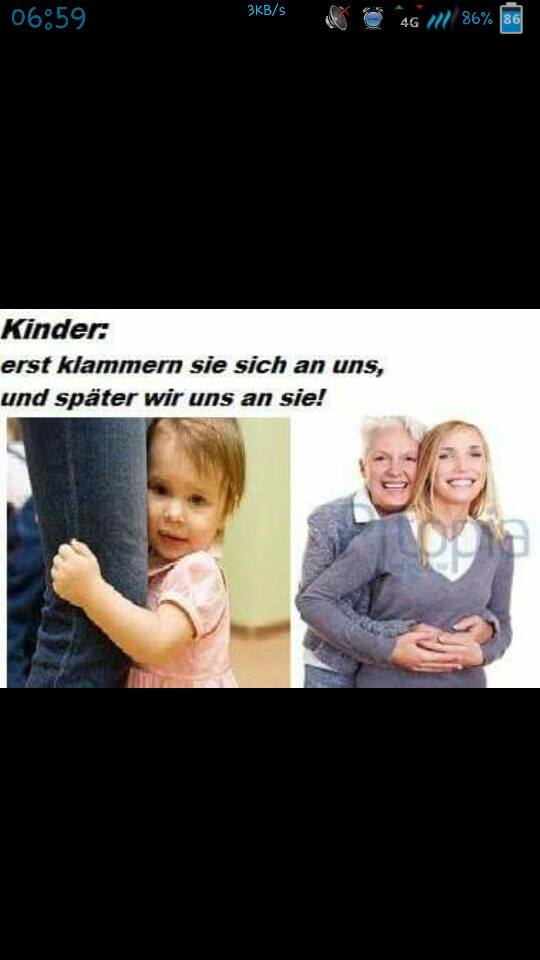 06:59
3KB/s
4G
86%
86
Kinder:
erst klammern sie sich an uns,
und später wir uns an sie!
topia